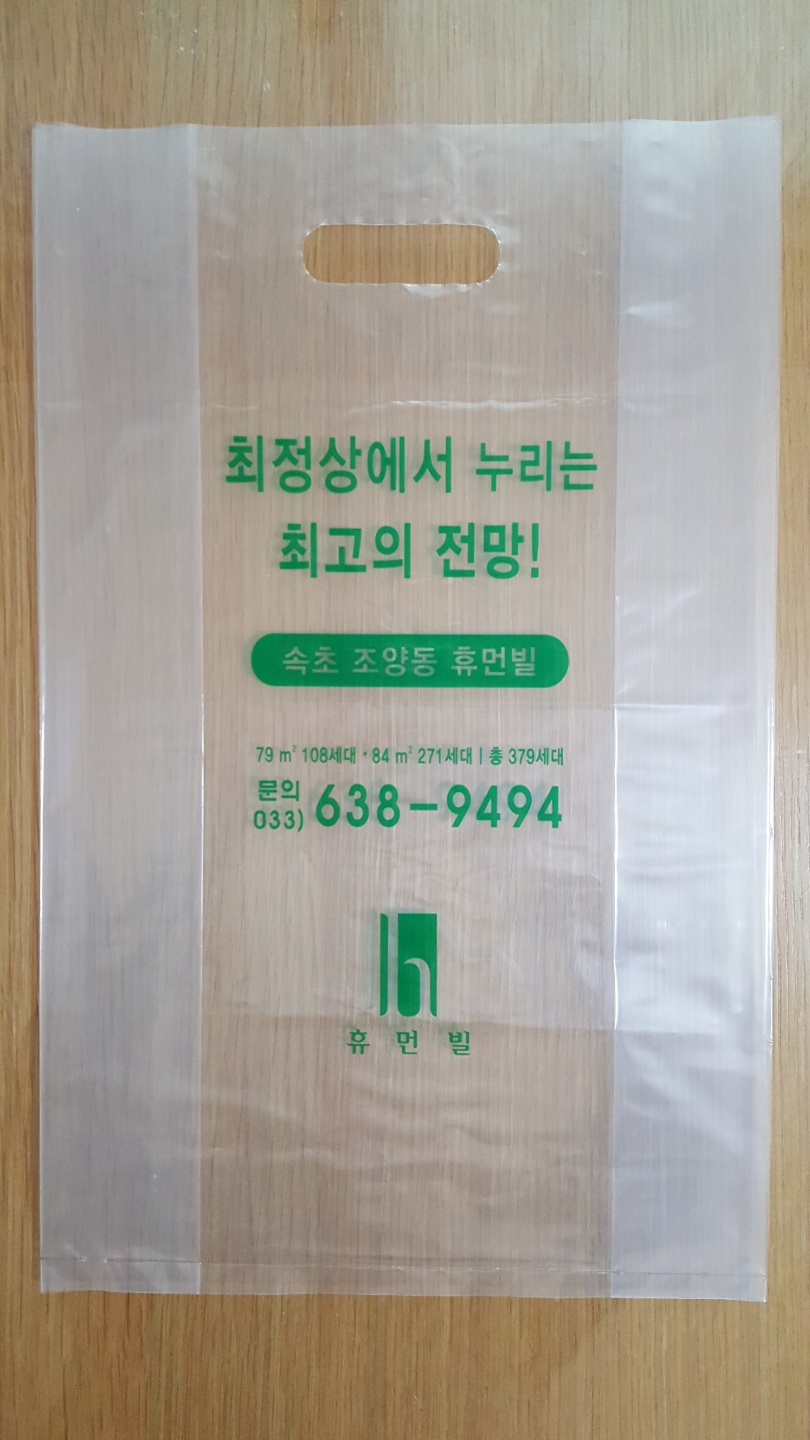 최정상에서 누리는
최고의 전망!
속초 조양동 휴먼빌
79 m² 108세대 · 84 m² 271세대 | 총 379세대
문의
033) 638-9494
h
휴먼빌